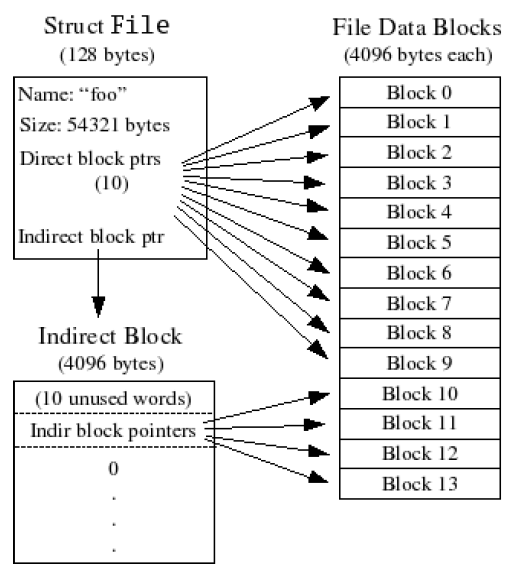 Struct File
(128 bytes)
Name: “foo”
Size: 54321 bytes
Direct block ptrs
(10)
Indirect block ptr
Indirect Block
(4096 bytes)
(10 unused words)
Indir block pointers
0
.
.
.
File Data Blocks
(4096 bytes each)
Block 0
Block 1
Block 2
Block 3
Block 4
Block 5
Block 6
Block 7
Block 8
Block 9
Block 10
Block 11
Block 12
Block 13